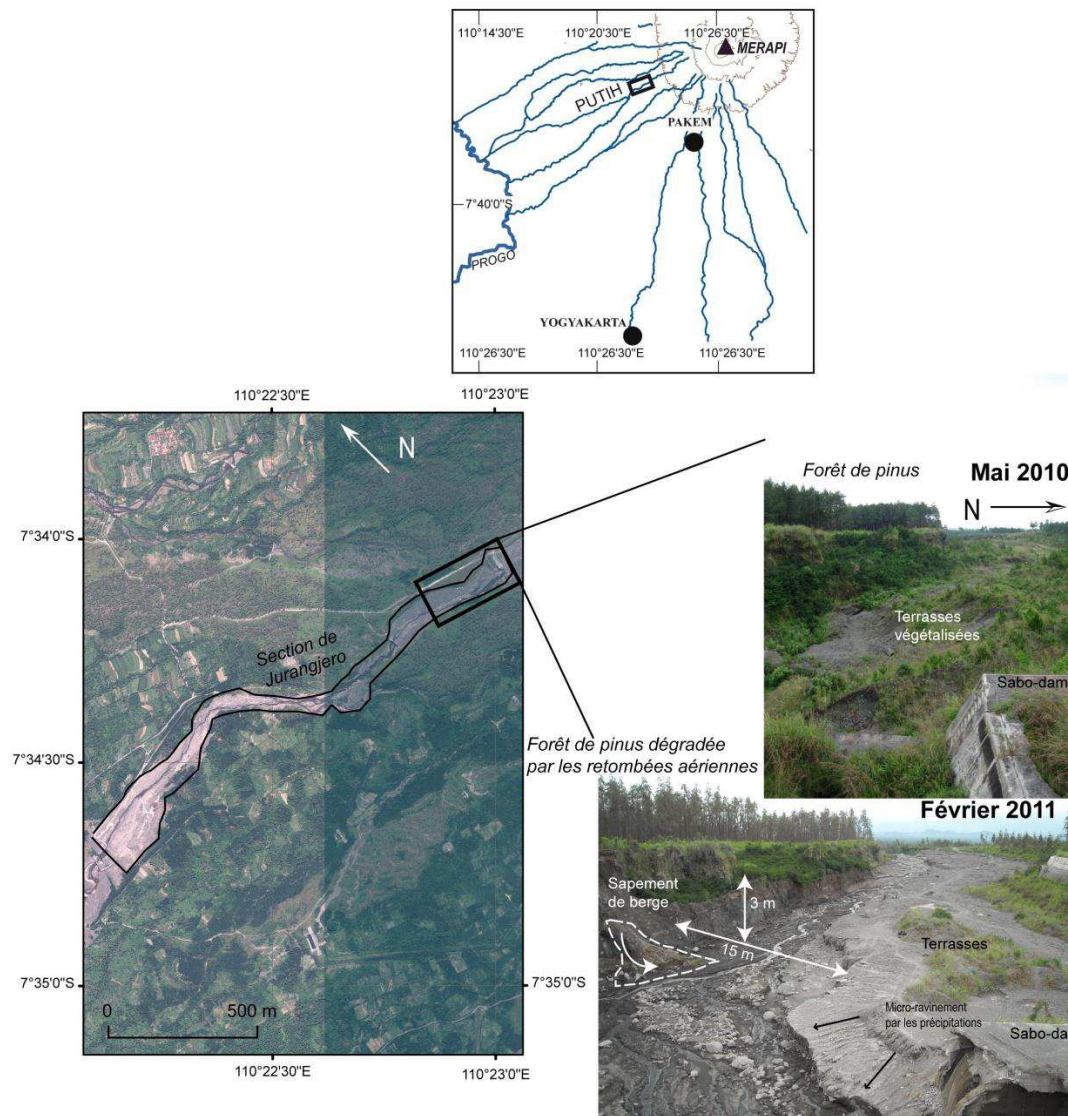 110°14'30"E 110°20'30"E 110°26'30"E
MERAPI
PUTIH
PAKEM
7°40'0"S
PROGO
YOGYAKARTA
110°26'30"E 110°26'30"E 110°26'30"E
110°22'30"E 110°23'0"E
N
7°34'0"S
Section de
Jurangjero
7°34'30"S
7°35'0"S
0 500 m
110°22'30"E 110°23'0"E
7°35'0"S
Forêt de pinus
Mai 2010
N
Terrasses
végétalisées
Sabo-dam
Forêt de pinus dégradée
par les retombées aériennes
Février 2011
Sapement
de berge
3 m
15 m
Terrasses
Micro-ravinement
par les précipitations
Sabo-da